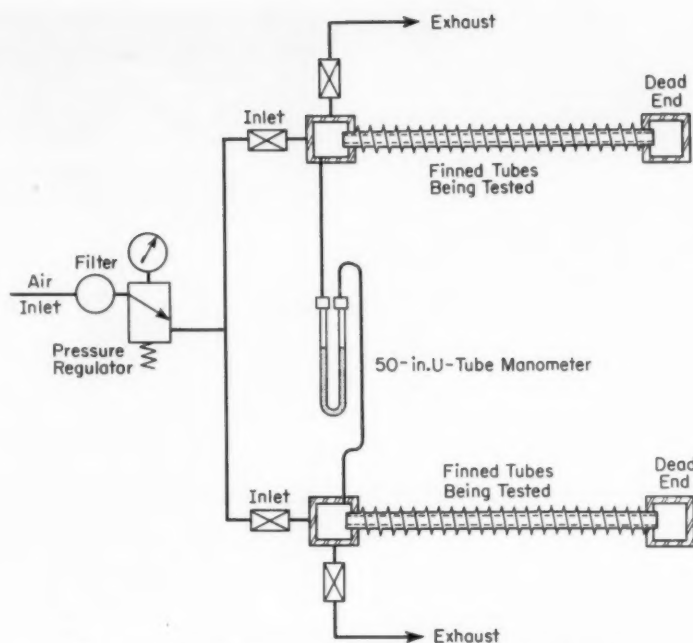 Exhaust
Dead
End
Inlet
Finned Tubes
Being Tested
Filter
Air
Inlet
Pressure
Regulator
50-in. U-Tube Manometer
Inlet
Finned Tubes
Being Tested
Dead
End
Exhaust